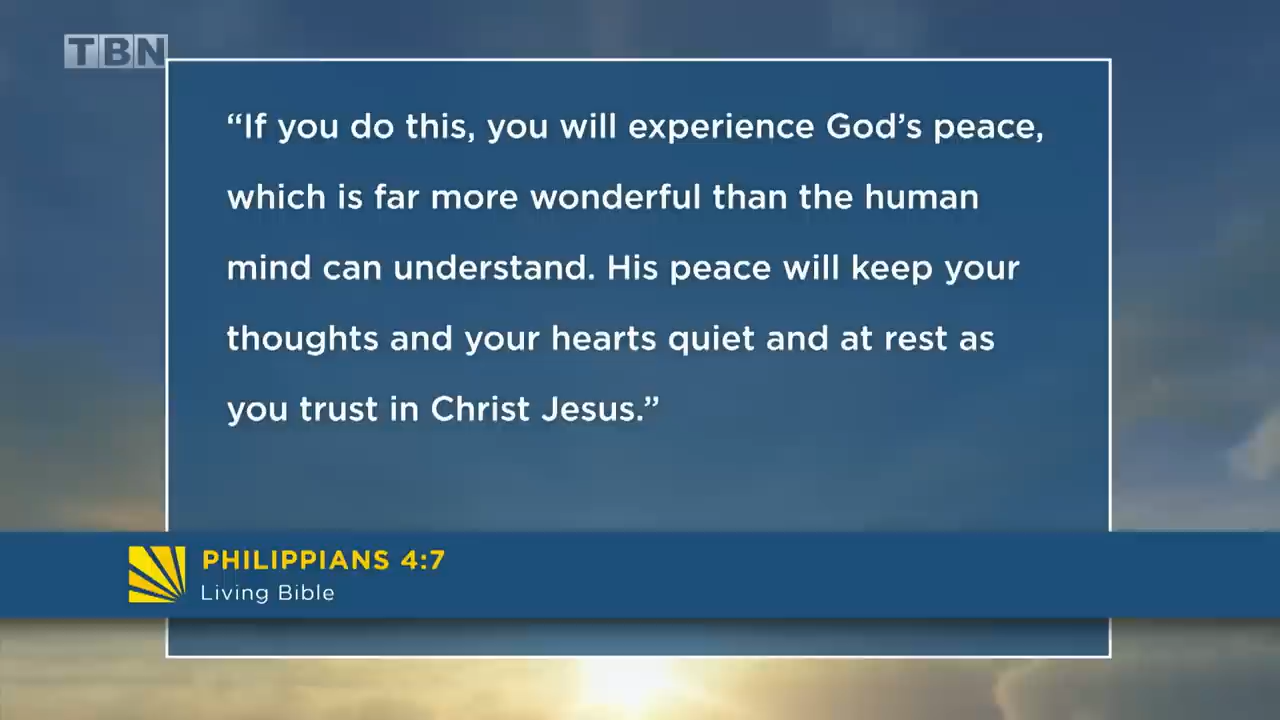 TBN
“If you do this, you will experience God’s peace,
which is far more wonderful than the human
mind can understand. His peace will keep your
thoughts and your hearts quiet and at rest as
you trust in Christ Jesus.”
PHILIPPIANS 4:7
Living Bible